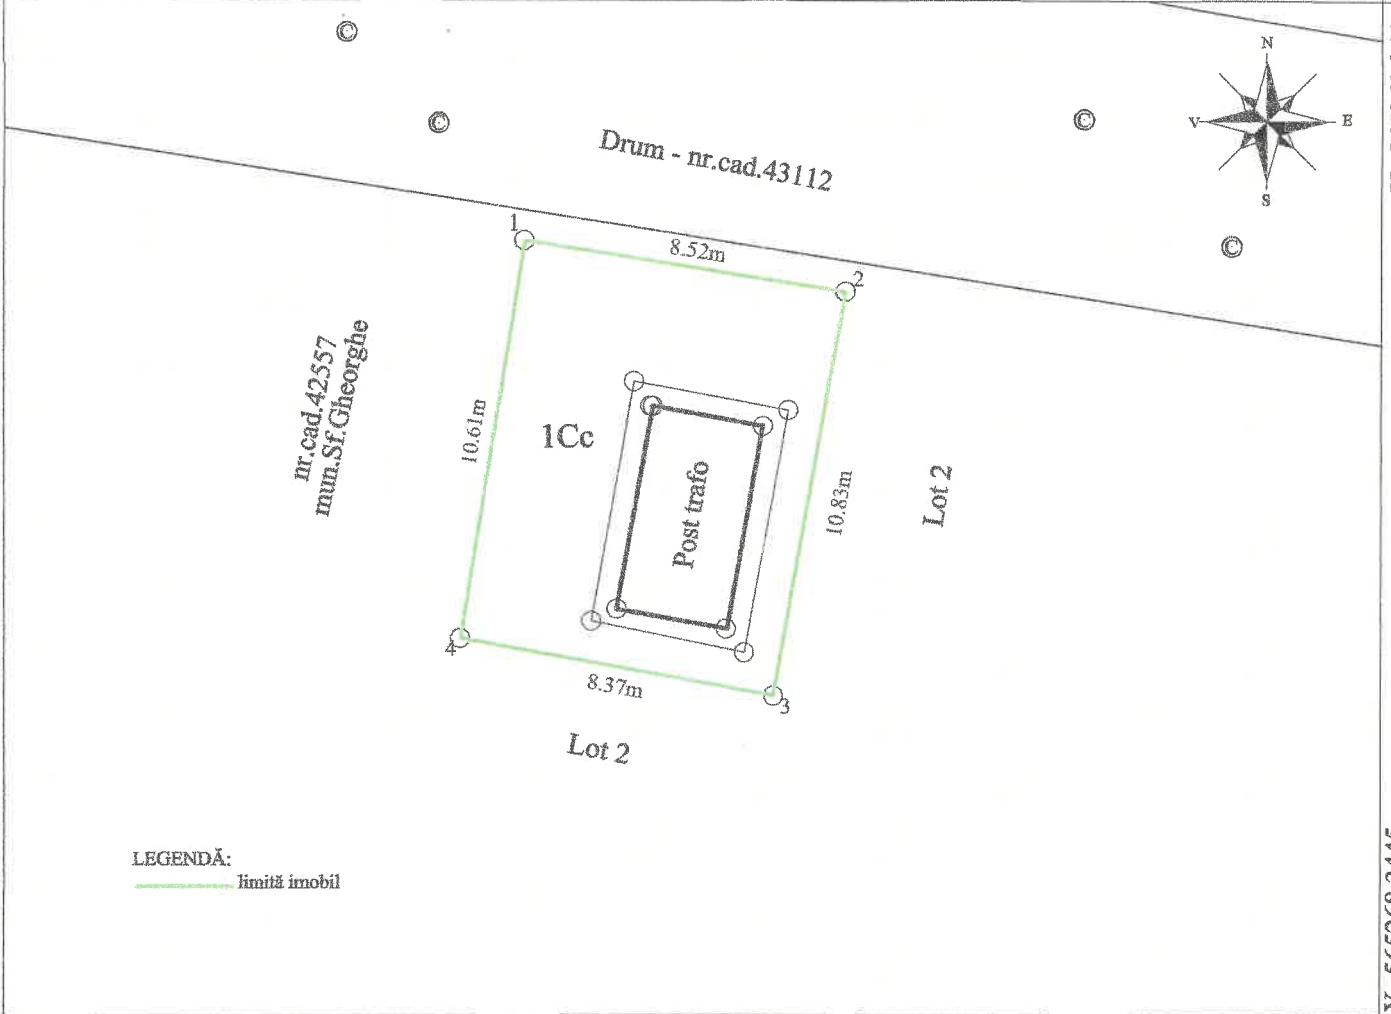 N
V
E
S
©
©
©
©
Drum - nr.cad.43112
1
8.52m
2
nr.cad.42557
mun.Sf.Gheorghe
10.61m
1Cc
Post trafo
10.83m
Lot 2
4
8.37m
3
Lot 2
LEGENDĂ:
limită imobil